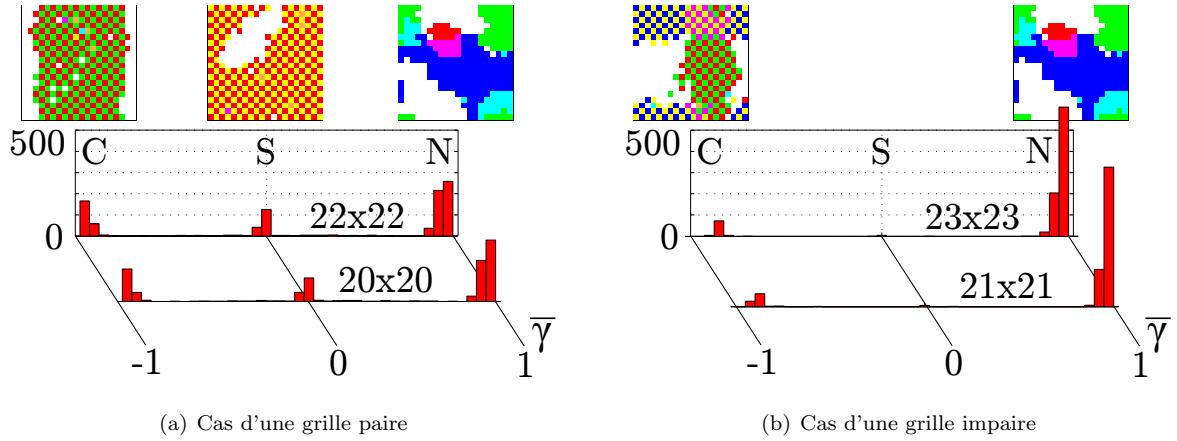 500 C S N
22x22
0
20x20
-1 0 1 γ̅
(a) Cas d'une grille paire
500 C S N
23x23
0
21x21
-1 0 1 γ̅
(b) Cas d'une grille impaire